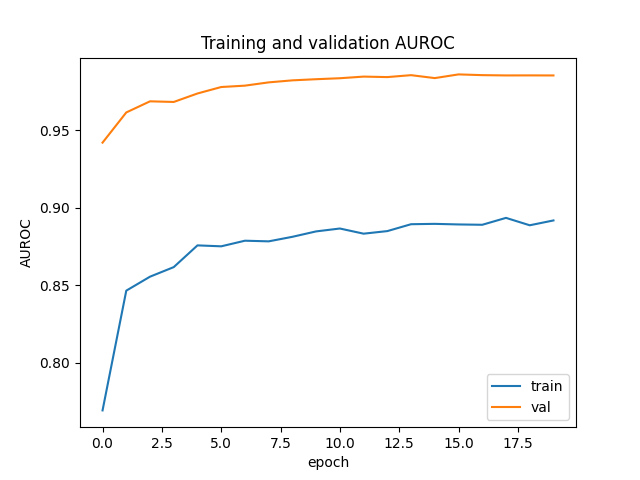 Training and validation AUROC
AUROC
0.95
0.90
0.85
0.80
0.0 2.5 5.0 7.5 10.0 12.5 15.0 17.5
epoch
train
val